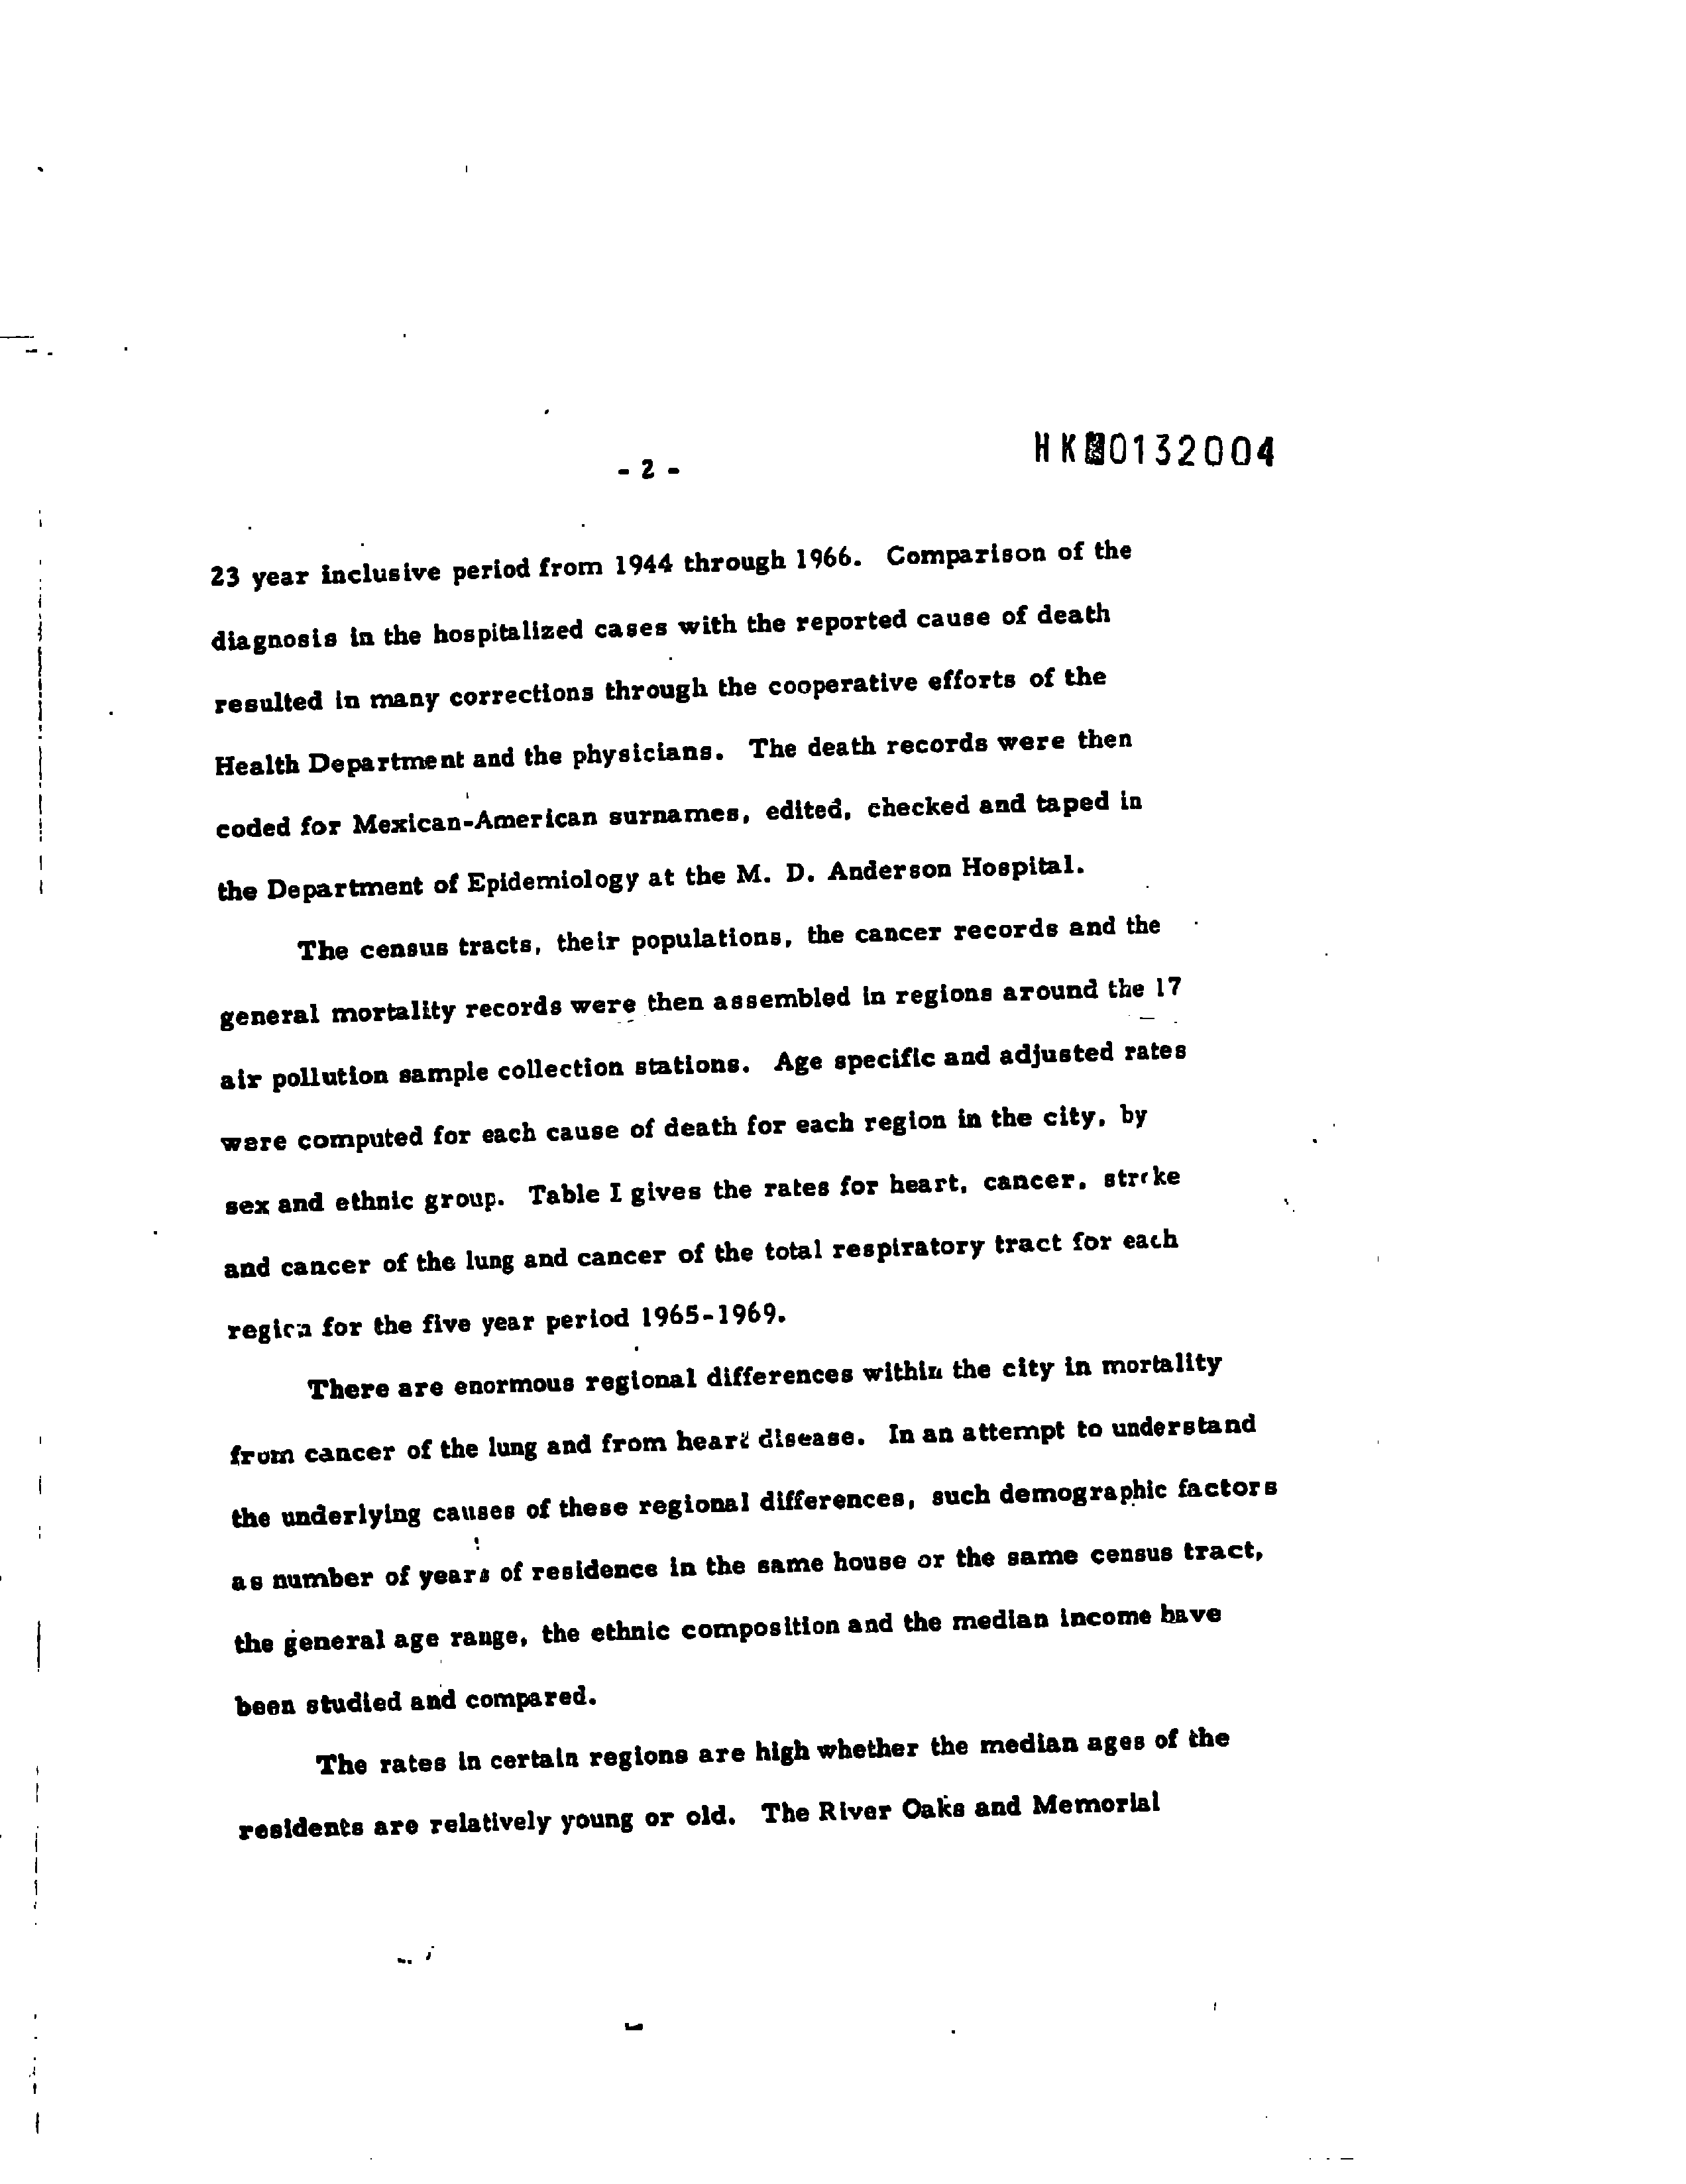 HK 0132004
- 2 -
23 year inclusive period from 1944 through 1966. Comparison of the
diagnosis in the hospitalized cases with the reported cause of death
resulted in many corrections through the cooperative efforts of the
Health Department and the physicians. The death records were then
coded for Mexican-American surnames, edited, checked and taped in
the Department of Epidemiology at the M. D. Anderson Hospital.
The census tracts, their populations, the cancer records and the
general mortality records were then assembled in regions around the 17
air pollution sample collection stations. Age specific and adjusted rates
were computed for each cause of death for each region in the city, by
sex and ethnic group. Table I gives the rates for heart, cancer, stroke
and cancer of the lung and cancer of the total respiratory tract for each
region for the five year period 1965-1969.
There are enormous regional differences within the city in mortality
from cancer of the lung and from heart disease. In an attempt to understand
the underlying causes of these regional differences, such demographic factors
as number of years of residence in the same house or the same census tract,
the general age range, the ethnic composition and the median income have
been studied and compared.
The rates in certain regions are high whether the median ages of the
residents are relatively young or old. The River Oaks and Memorial